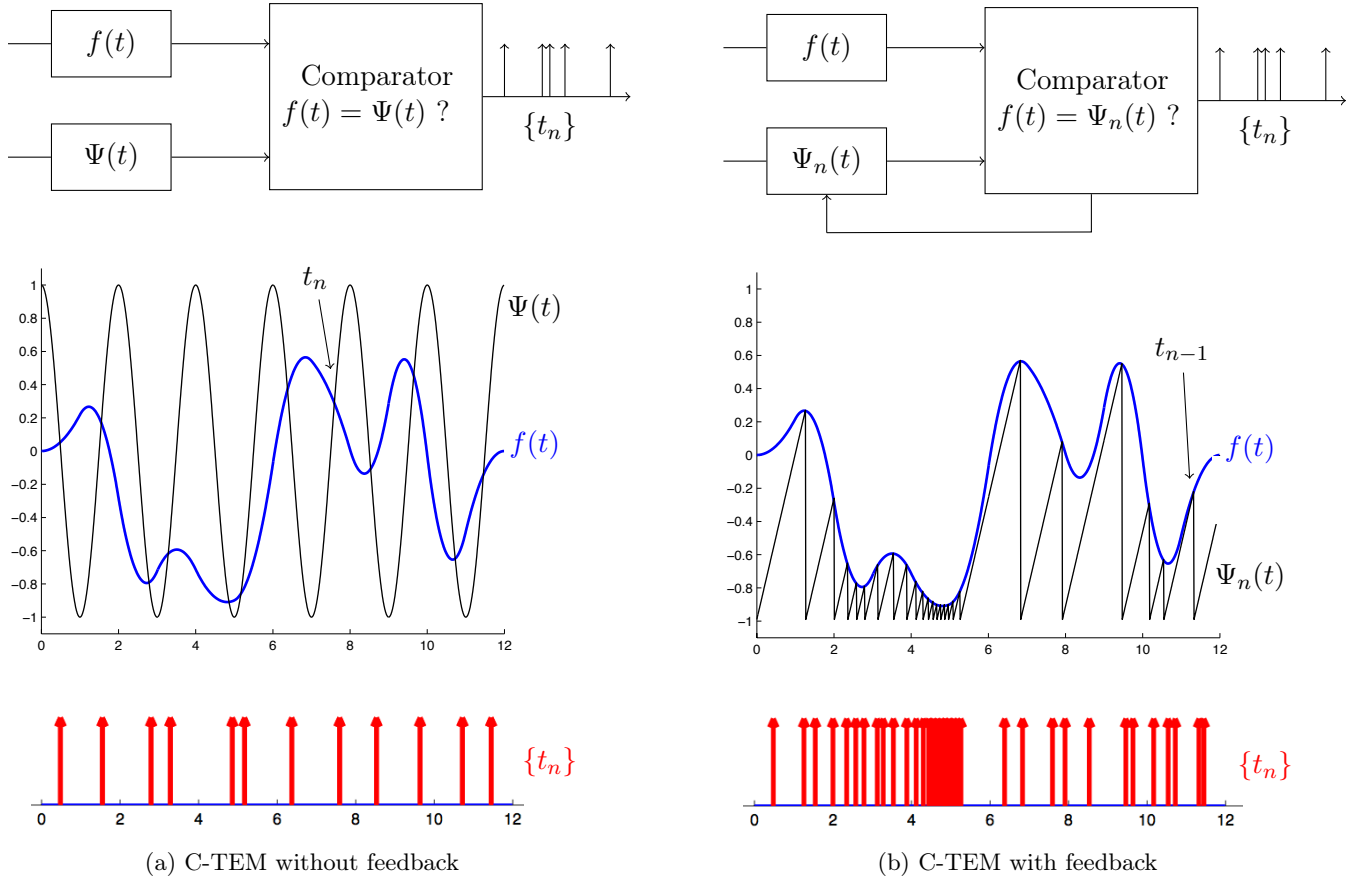 f(t)
Ψ(t)
Comparator
f(t) = Ψ(t) ?
{t_n}
1
0.8
0.6
0.4
0.2
0
−0.2
−0.4
−0.6
−0.8
−1
0 2 4 6 8 10 12
t_n
Ψ(t)
f(t)
{t_n}
0 2 4 6 8 10 12
(a) C-TEM without feedback
f(t)
Ψ_n(t)
Comparator
f(t) = Ψ_n(t) ?
{t_n}
1
0.8
0.6
0.4
0.2
0
−0.2
−0.4
−0.6
−0.8
−1
0 2 4 6 8 10 12
t_{n−1}
f(t)
Ψ_n(t)
{t_n}
0 2 4 6 8 10 12
(b) C-TEM with feedback